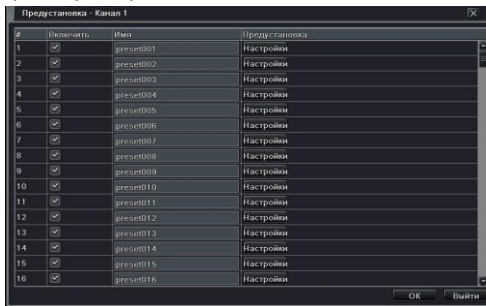 Предустановка - Канал 1
# Включить Имя Предустановка
1 preset001 Настройки
2 preset002 Настройки
3 preset003 Настройки
4 preset004 Настройки
5 preset005 Настройки
6 preset006 Настройки
7 preset007 Настройки
8 preset008 Настройки
9 preset009 Настройки
10 preset010 Настройки
11 preset011 Настройки
12 preset012 Настройки
13 preset013 Настройки
14 preset014 Настройки
15 preset015 Настройки
16 preset016 Настройки
OK Выйти